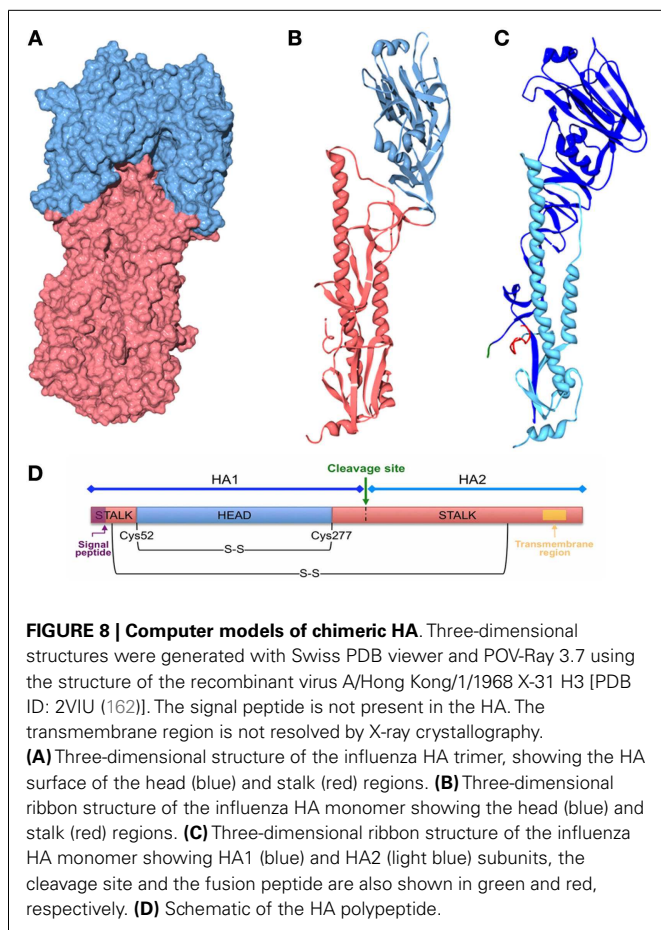 A
B
C
D
HA1
Cleavage site
HA2
STALK
HEAD
STALK
Signal peptide
Cys52
Cys277
Transmembrane region
S-S
S-S
FIGURE 8 | Computer models of chimeric HA. Three-dimensional
structures were generated with Swiss PDB viewer and POV-Ray 3.7 using
the structure of the recombinant virus A/Hong Kong/1/1968 X-31 H3 [PDB
ID: 2VIU (162)]. The signal peptide is not present in the HA. The
transmembrane region is not resolved by X-ray crystallography.
(A) Three-dimensional structure of the influenza HA trimer, showing the HA
surface of the head (blue) and stalk (red) regions. (B) Three-dimensional
ribbon structure of the influenza HA monomer showing the head (blue) and
stalk (red) regions. (C) Three-dimensional ribbon structure of the influenza
HA monomer showing HA1 (blue) and HA2 (light blue) subunits, the
cleavage site and the fusion peptide are also shown in green and red,
respectively. (D) Schematic of the HA polypeptide.